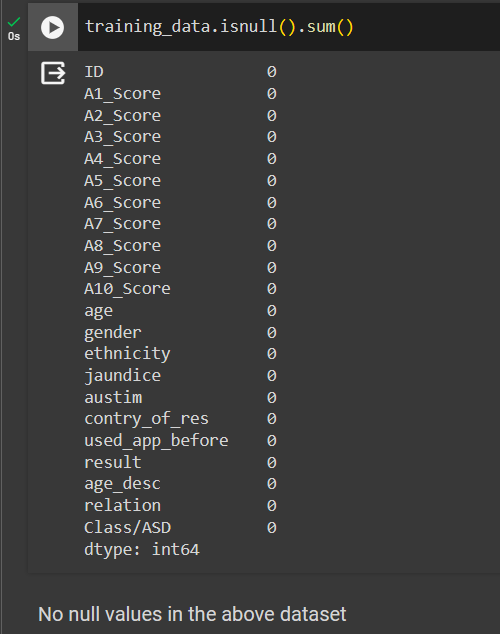 0s
training_data.isnull().sum()
ID 0
A1_Score 0
A2_Score 0
A3_Score 0
A4_Score 0
A5_Score 0
A6_Score 0
A7_Score 0
A8_Score 0
A9_Score 0
A10_Score 0
age 0
gender 0
ethnicity 0
jaundice 0
austim 0
contry_of_res 0
used_app_before 0
result 0
age_desc 0
relation 0
Class/ASD 0
dtype: int64
No null values in the above dataset